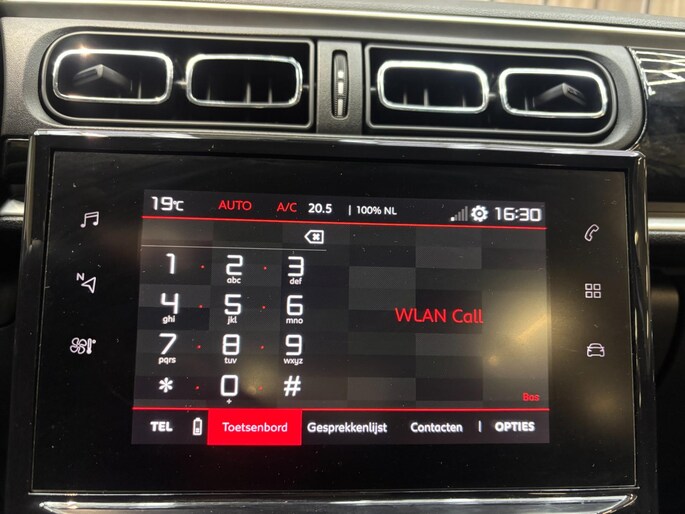 19°C AUTO A/C 20.5 | 100% NL 16:30
N
1 2 3
abc def
4 5 6
ghi jkl mno
WLAN Call
7 8 9
pqrs tuv wxyz
* 0 #
+
Bas
TEL Toetsenbord Gesprekkenlijst Contacten | OPTIES